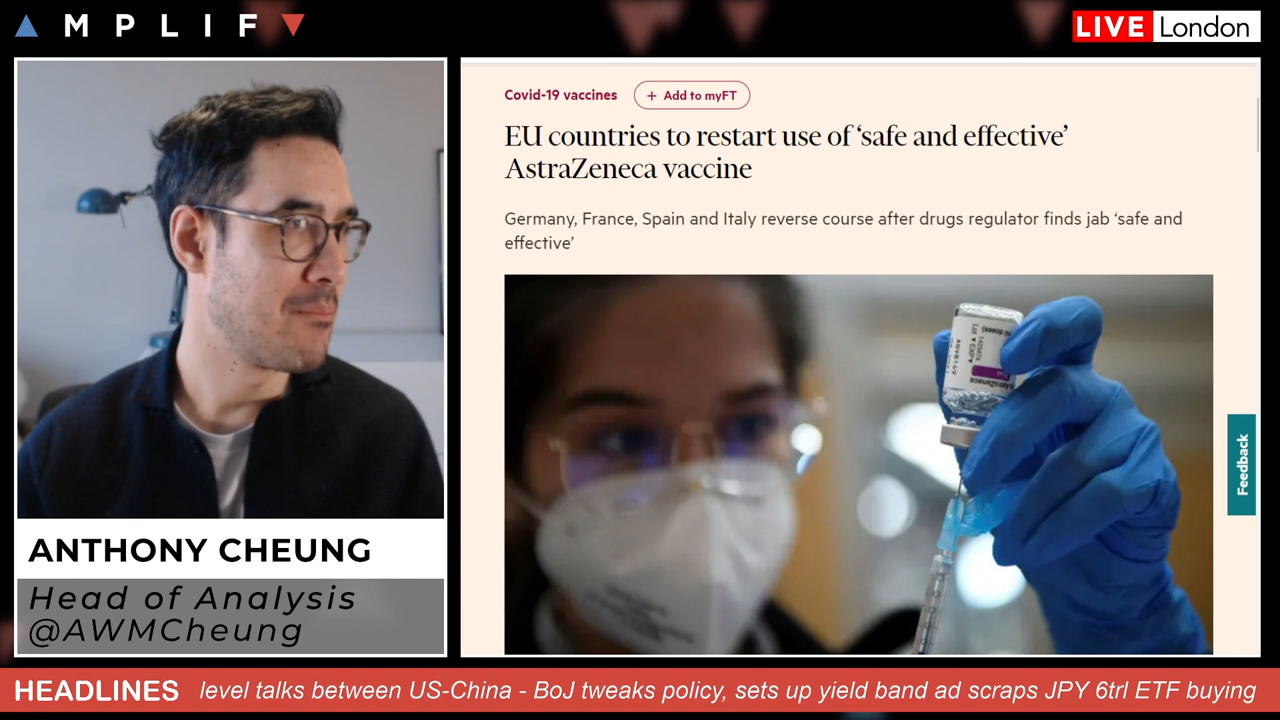 AMPLIFY
LIVE London
Covid-19 vaccines
+ Add to myFT
EU countries to restart use of ‘safe and effective’
AstraZeneca vaccine
Germany, France, Spain and Italy reverse course after drugs regulator finds jab ‘safe and
effective’
Feedback
ANTHONY CHEUNG
Head of Analysis
@AWMCheung
HEADLINES level talks between US-China - BoJ tweaks policy, sets up yield band ad scraps JPY 6trl ETF buying